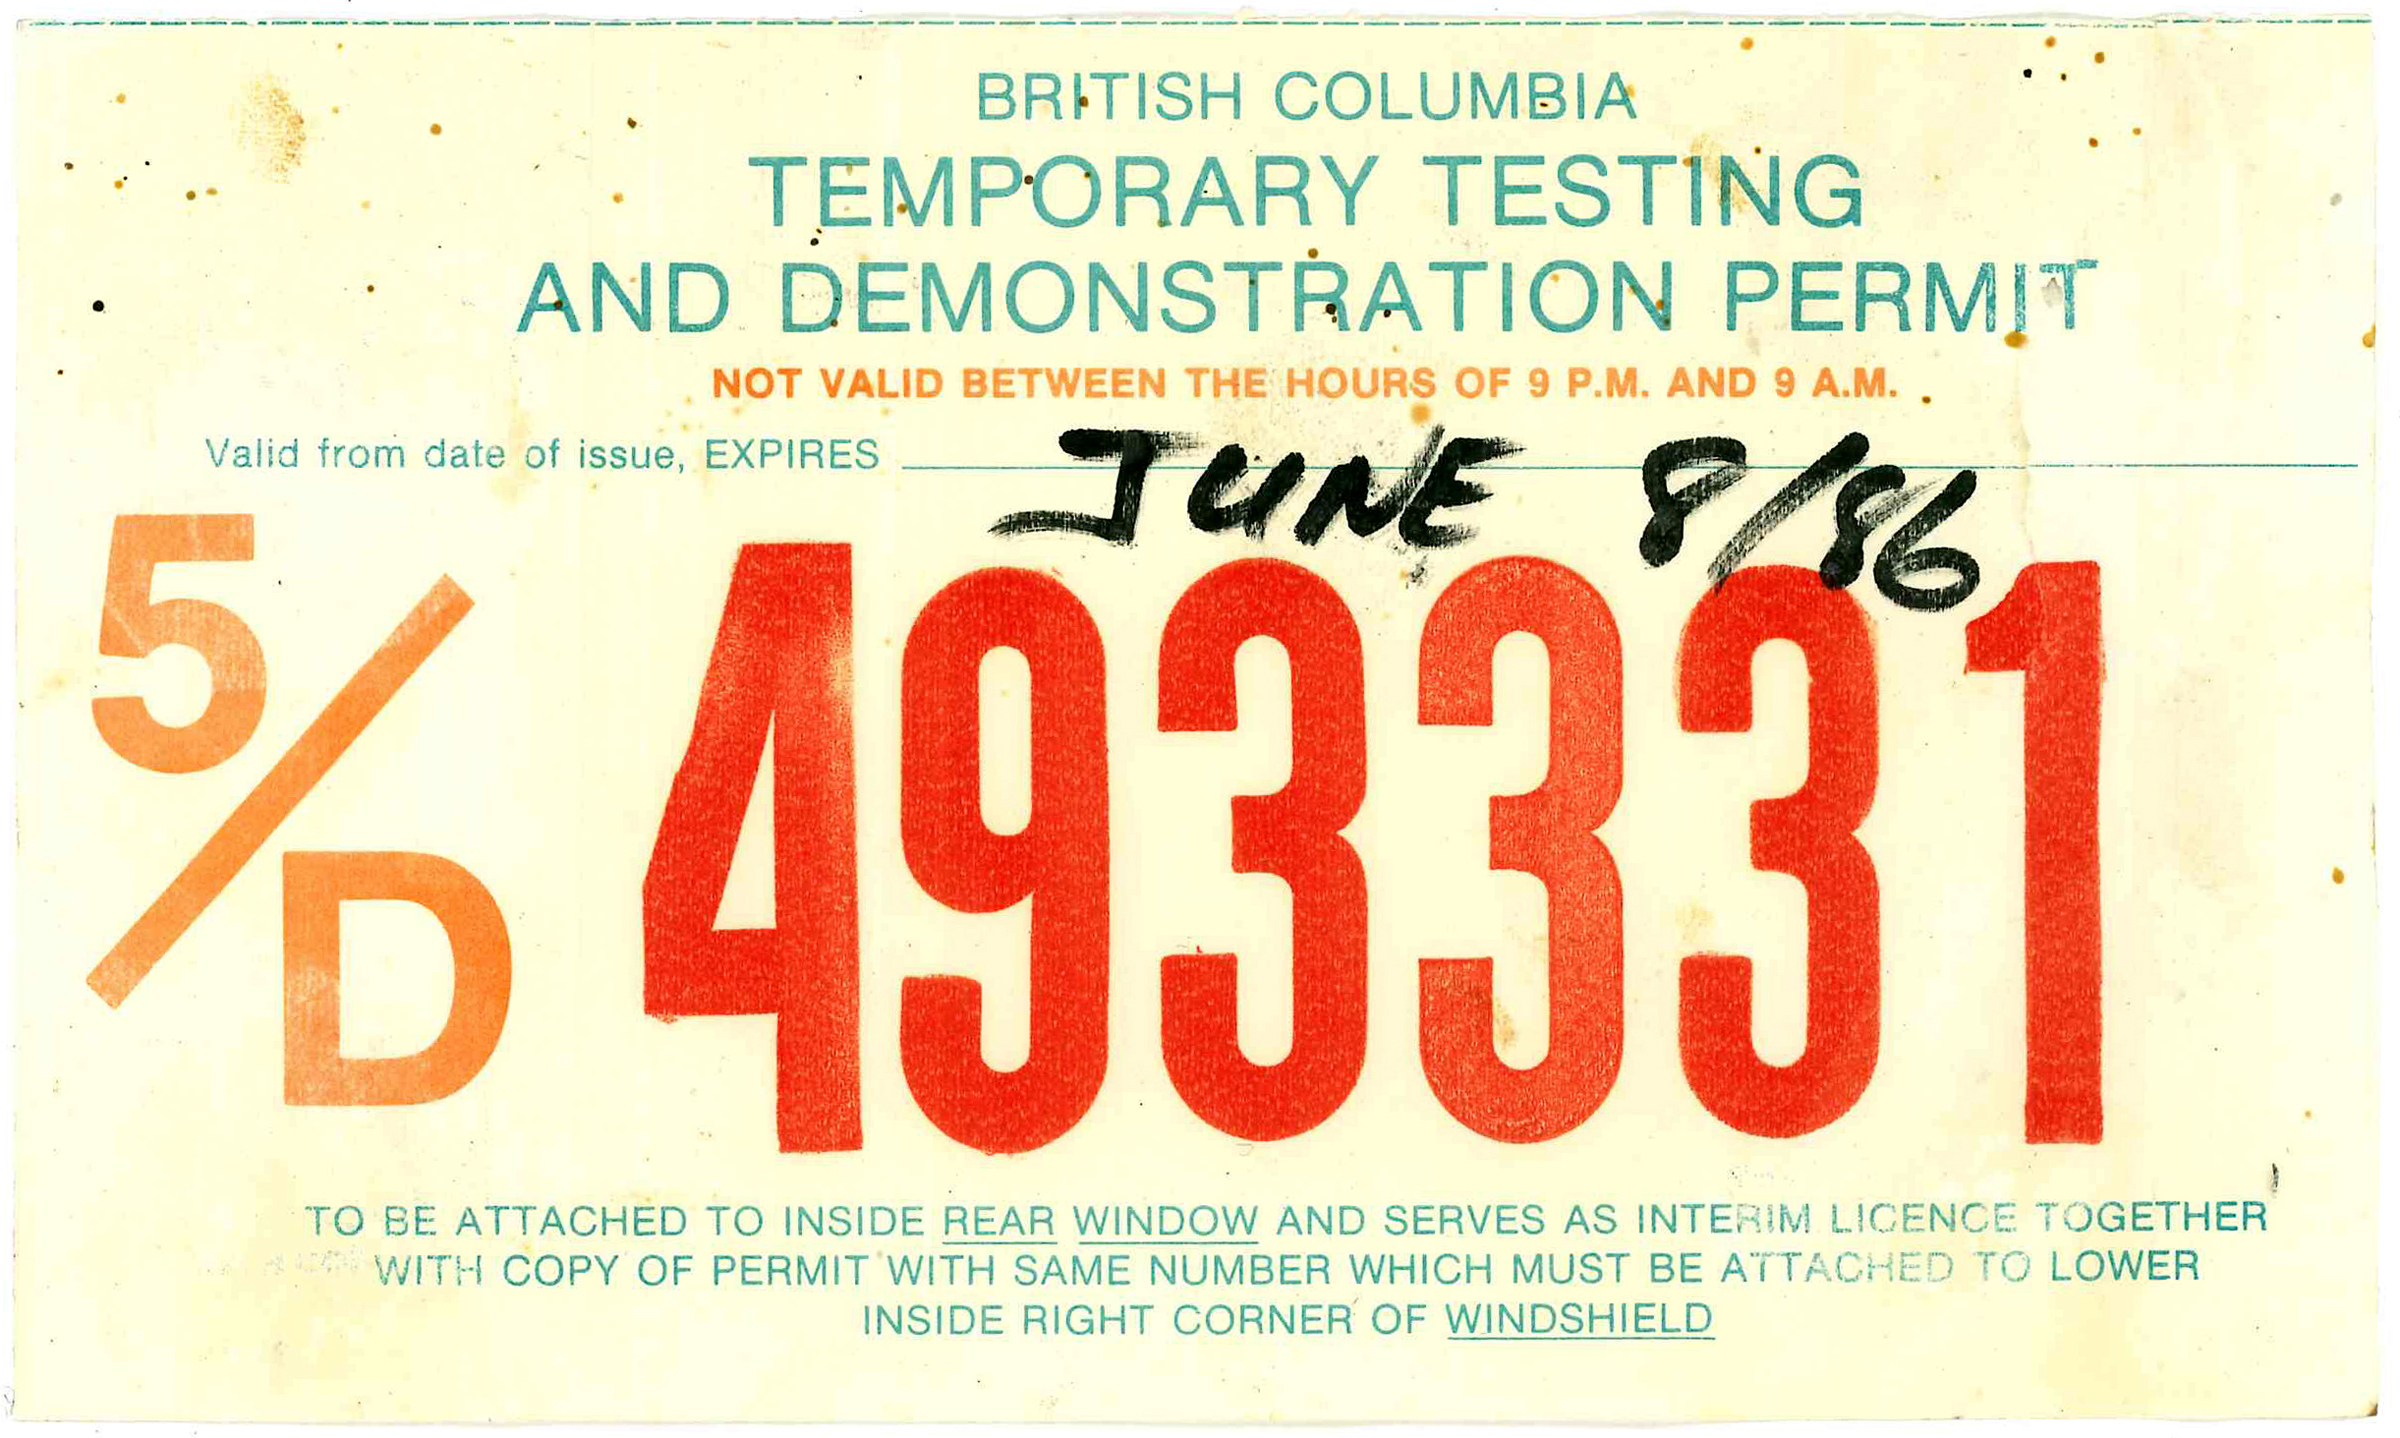 BRITISH COLUMBIA
TEMPORARY TESTING
AND DEMONSTRATION PERMIT
NOT VALID BETWEEN THE HOURS OF 9 P.M. AND 9 A.M.
Valid from date of issue, EXPIRES JUNE 8/86
5/D 493331
TO BE ATTACHED TO INSIDE REAR WINDOW AND SERVES AS INTERIM LICENCE TOGETHER
WITH COPY OF PERMIT WITH SAME NUMBER WHICH MUST BE ATTACHED TO LOWER
INSIDE RIGHT CORNER OF WINDSHIELD